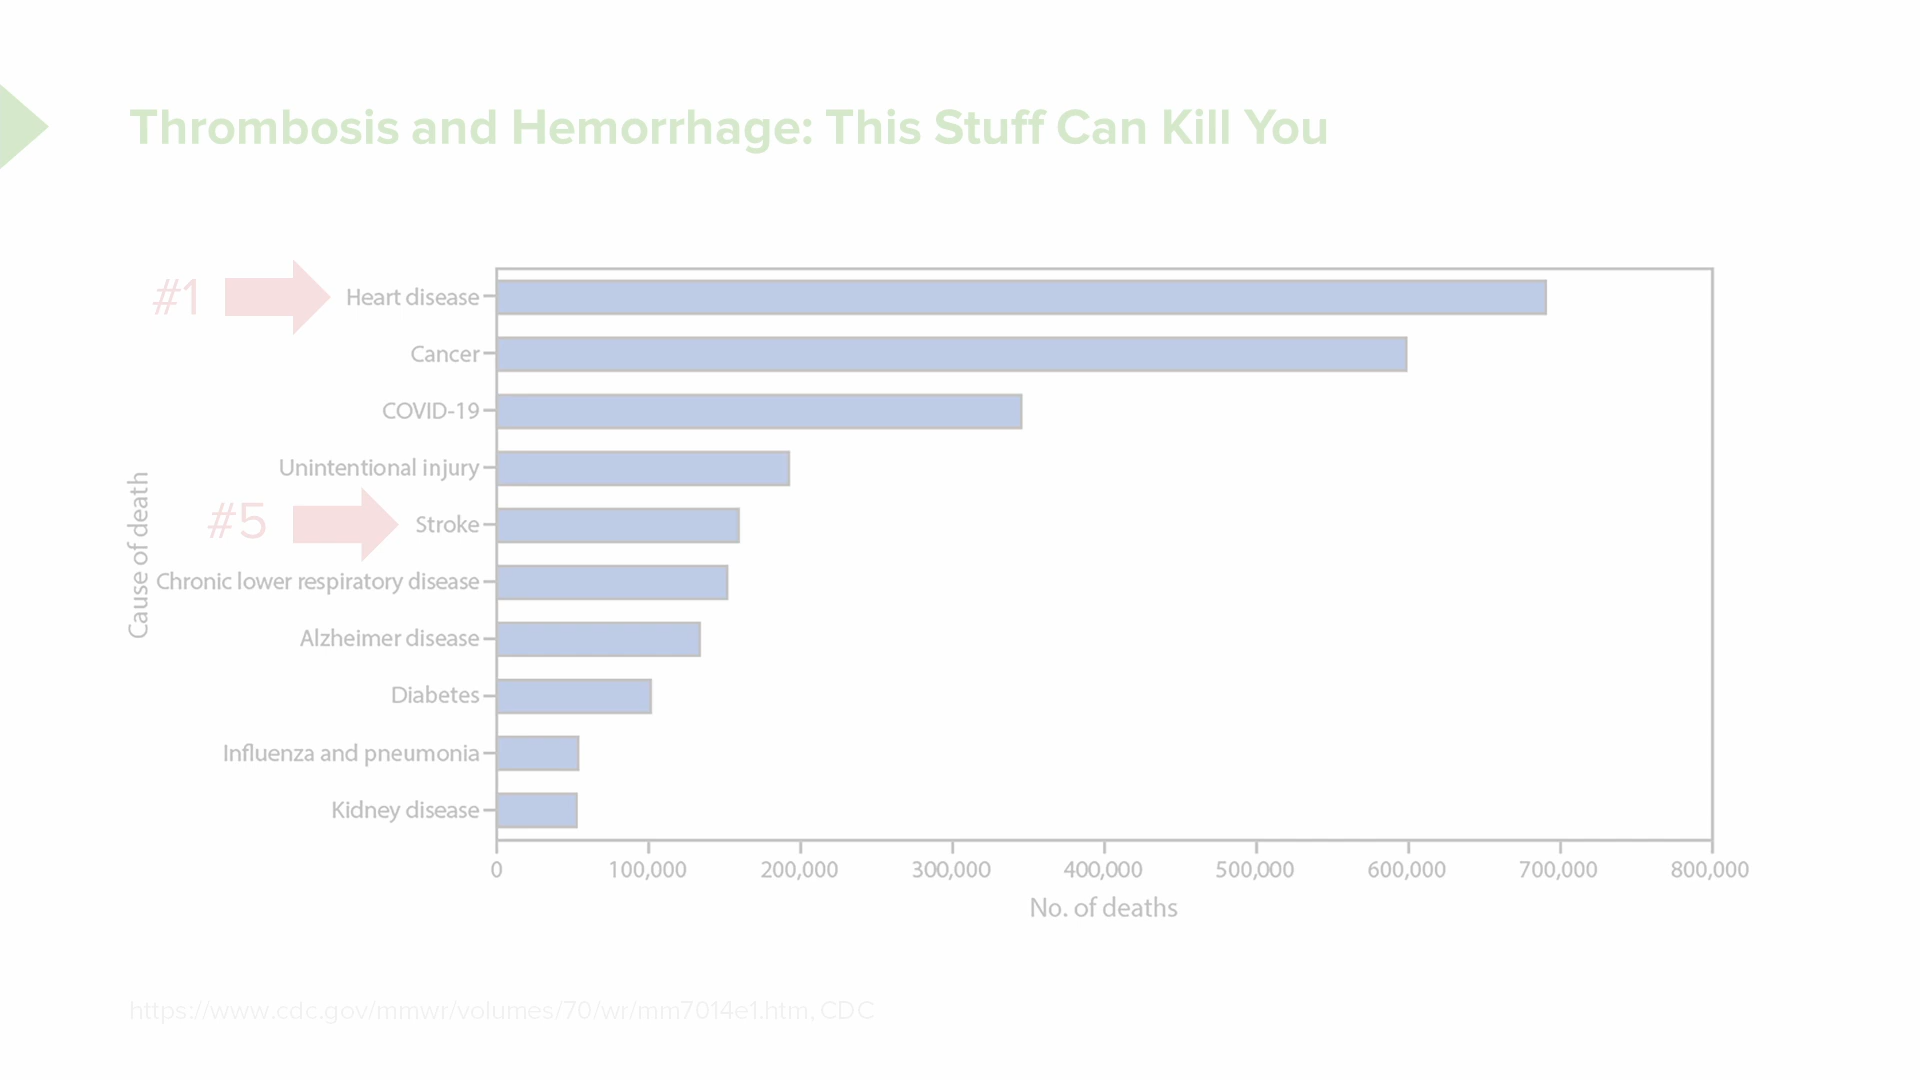 Thrombosis and Hemorrhage: This Stuff Can Kill You
#1
Heart disease
Cancer
COVID-19
Unintentional injury
#5
Stroke
Chronic lower respiratory disease
Alzheimer disease
Diabetes
Influenza and pneumonia
Kidney disease
Cause of death
0 100,000 200,000 300,000 400,000 500,000 600,000 700,000 800,000
No. of deaths
https://www.cdc.gov/mmwr/volumes/70/wr/mm7014e1.htm, CDC